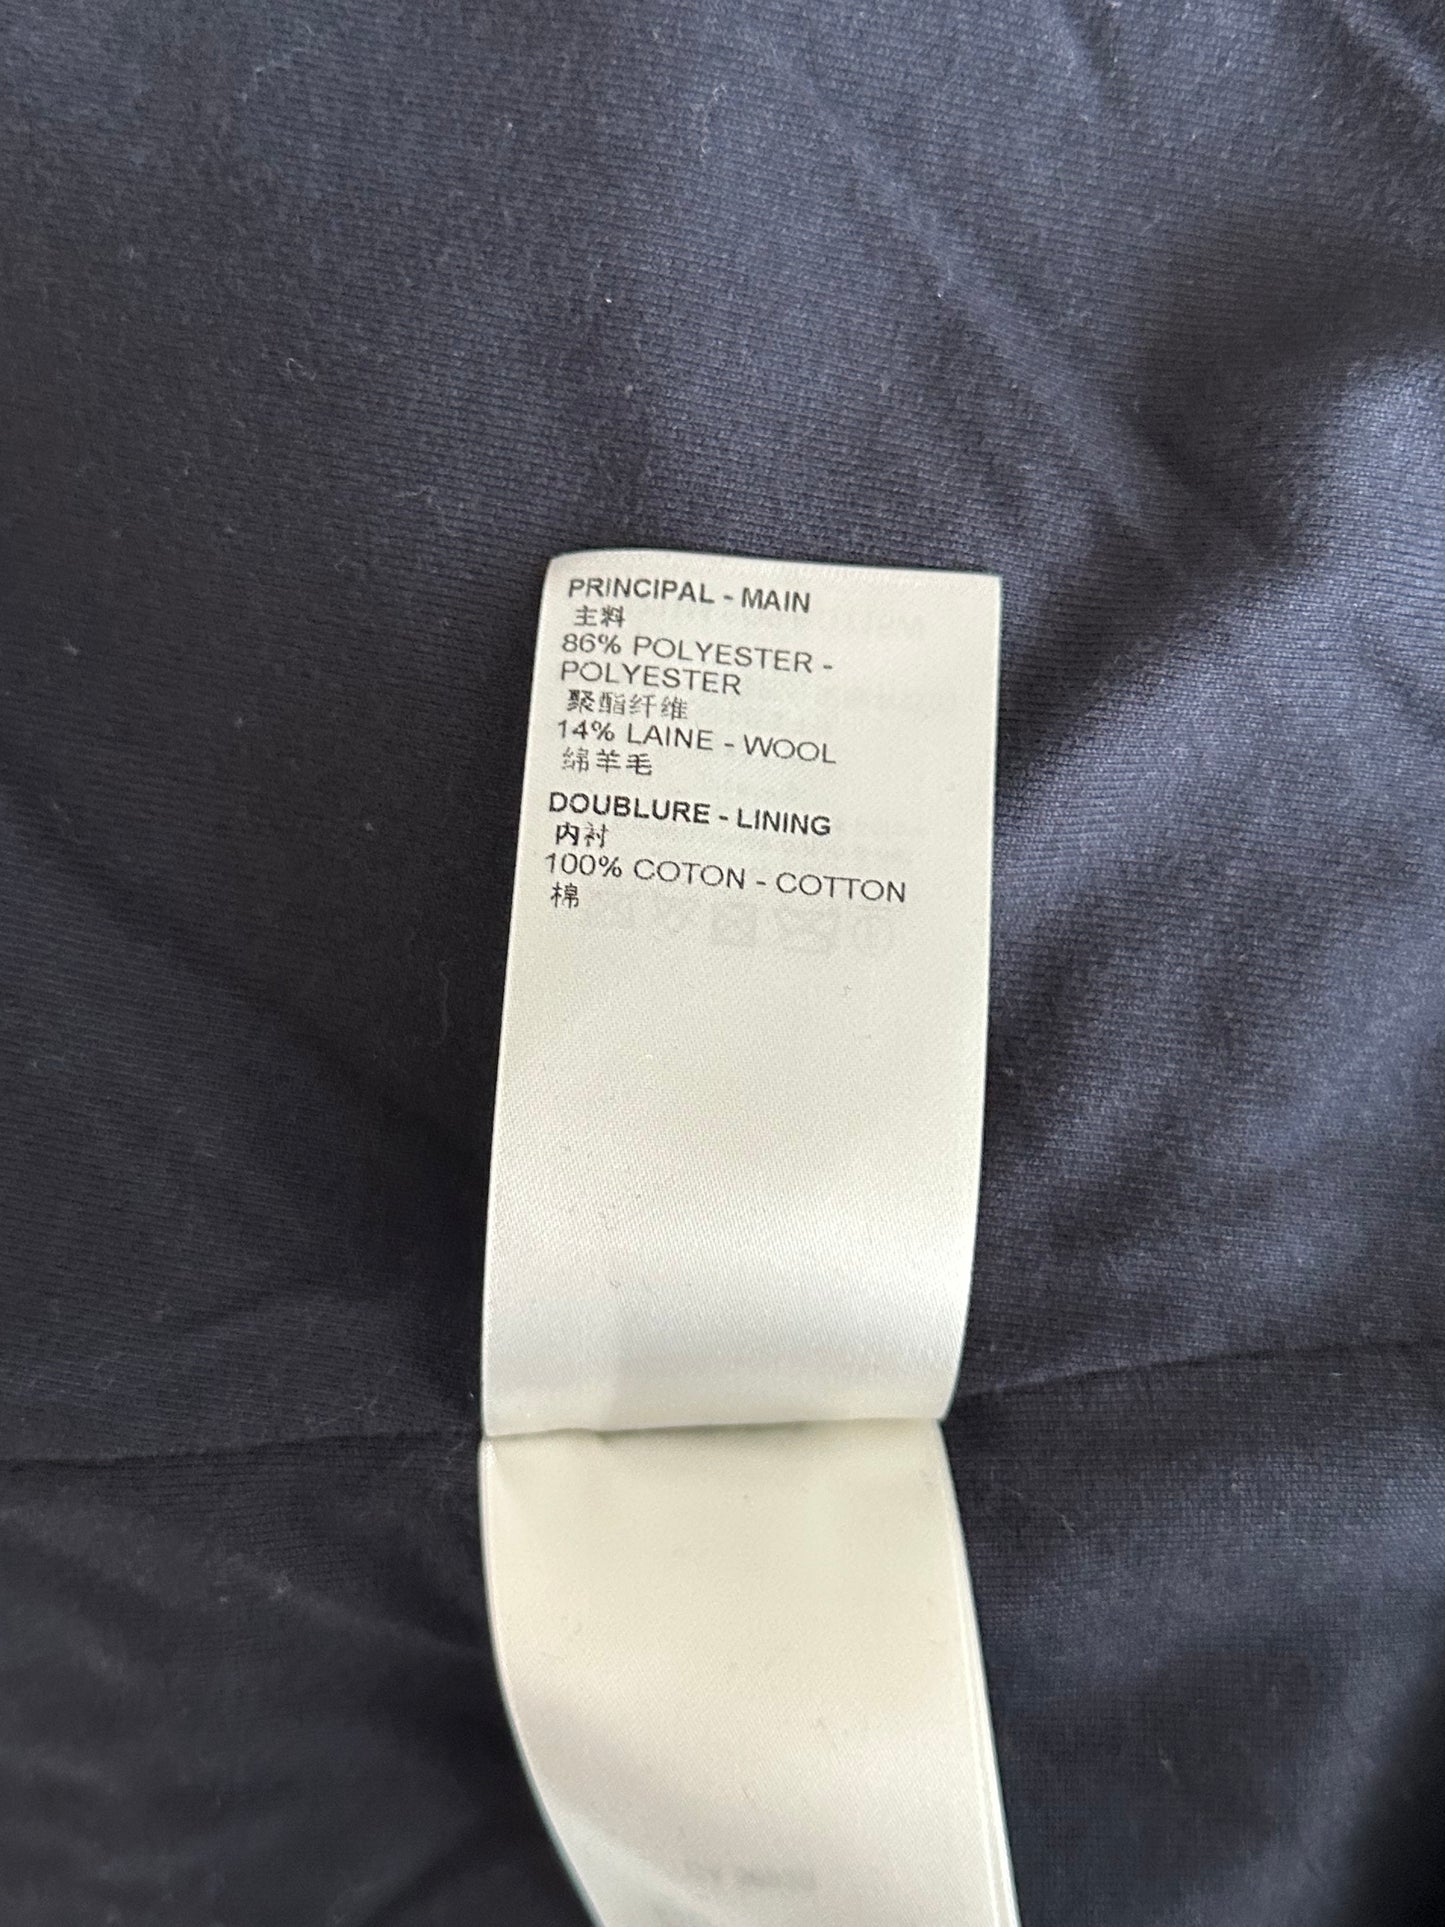 PRINCIPAL - MAIN
主料
86% POLYESTER -
POLYESTER
聚酯纤维
14% LAINE - WOOL
绵羊毛
DOUBLURE - LINING
内衬
100% COTON - COTTON
棉